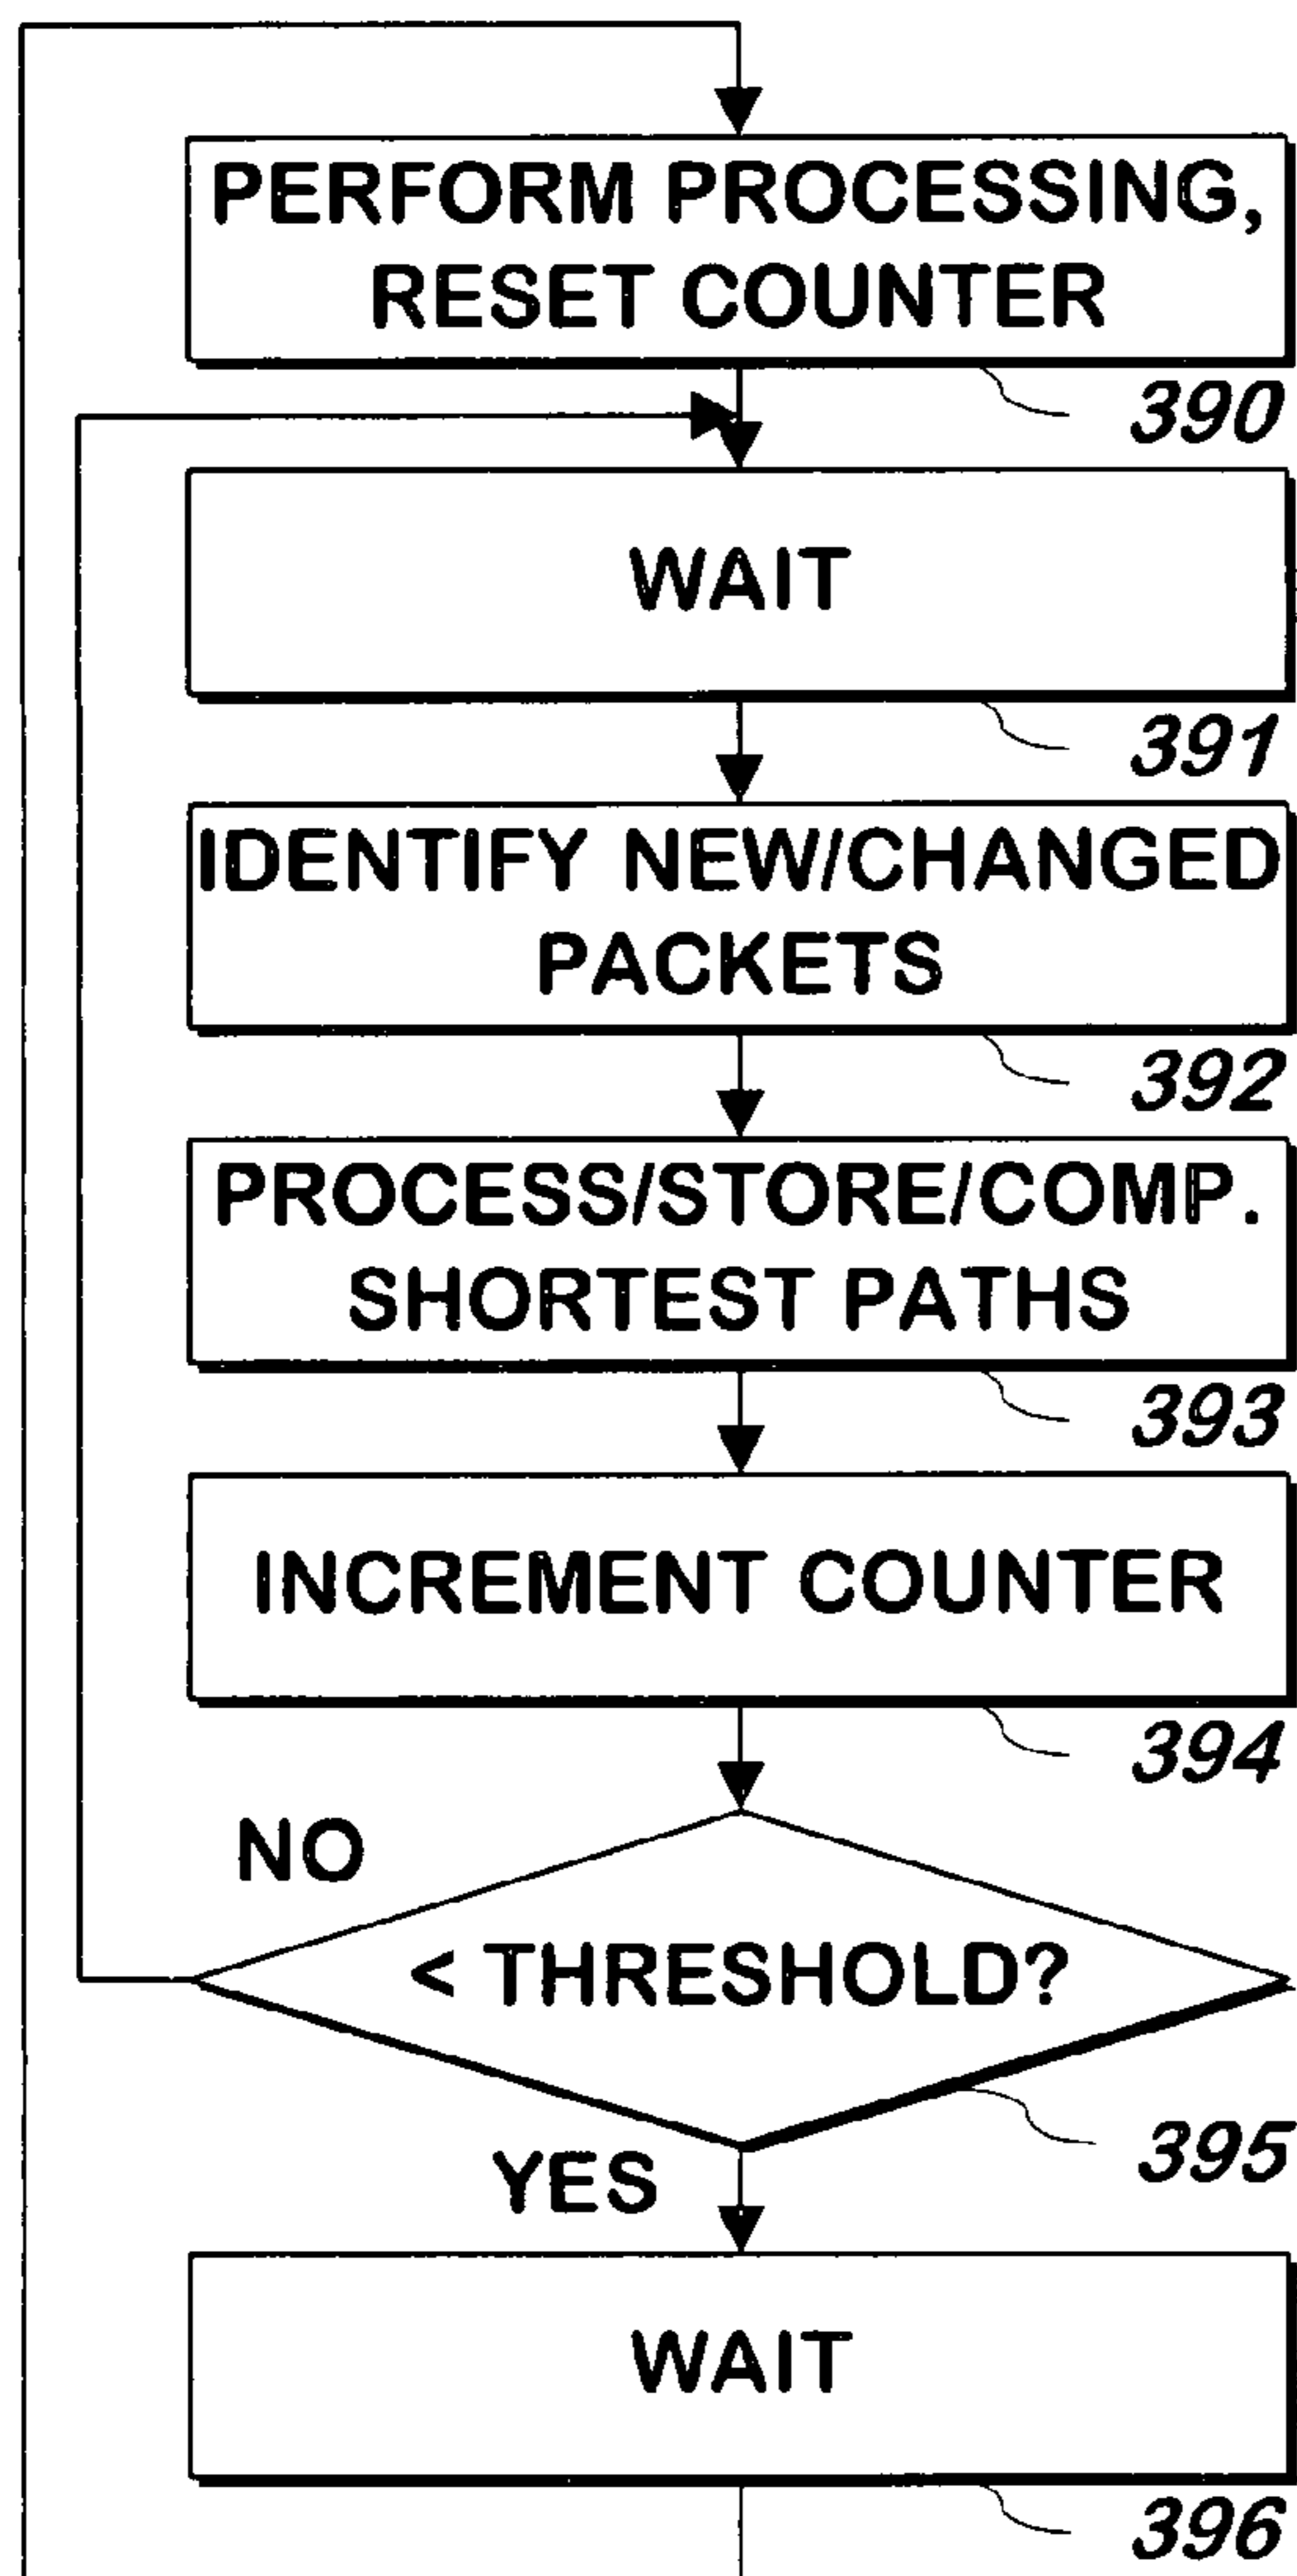 PERFORM PROCESSING,
RESET COUNTER
390
WAIT
391
IDENTIFY NEW/CHANGED
PACKETS
392
PROCESS/STORE/COMP.
SHORTEST PATHS
393
INCREMENT COUNTER
394
NO
< THRESHOLD?
395
YES
WAIT
396